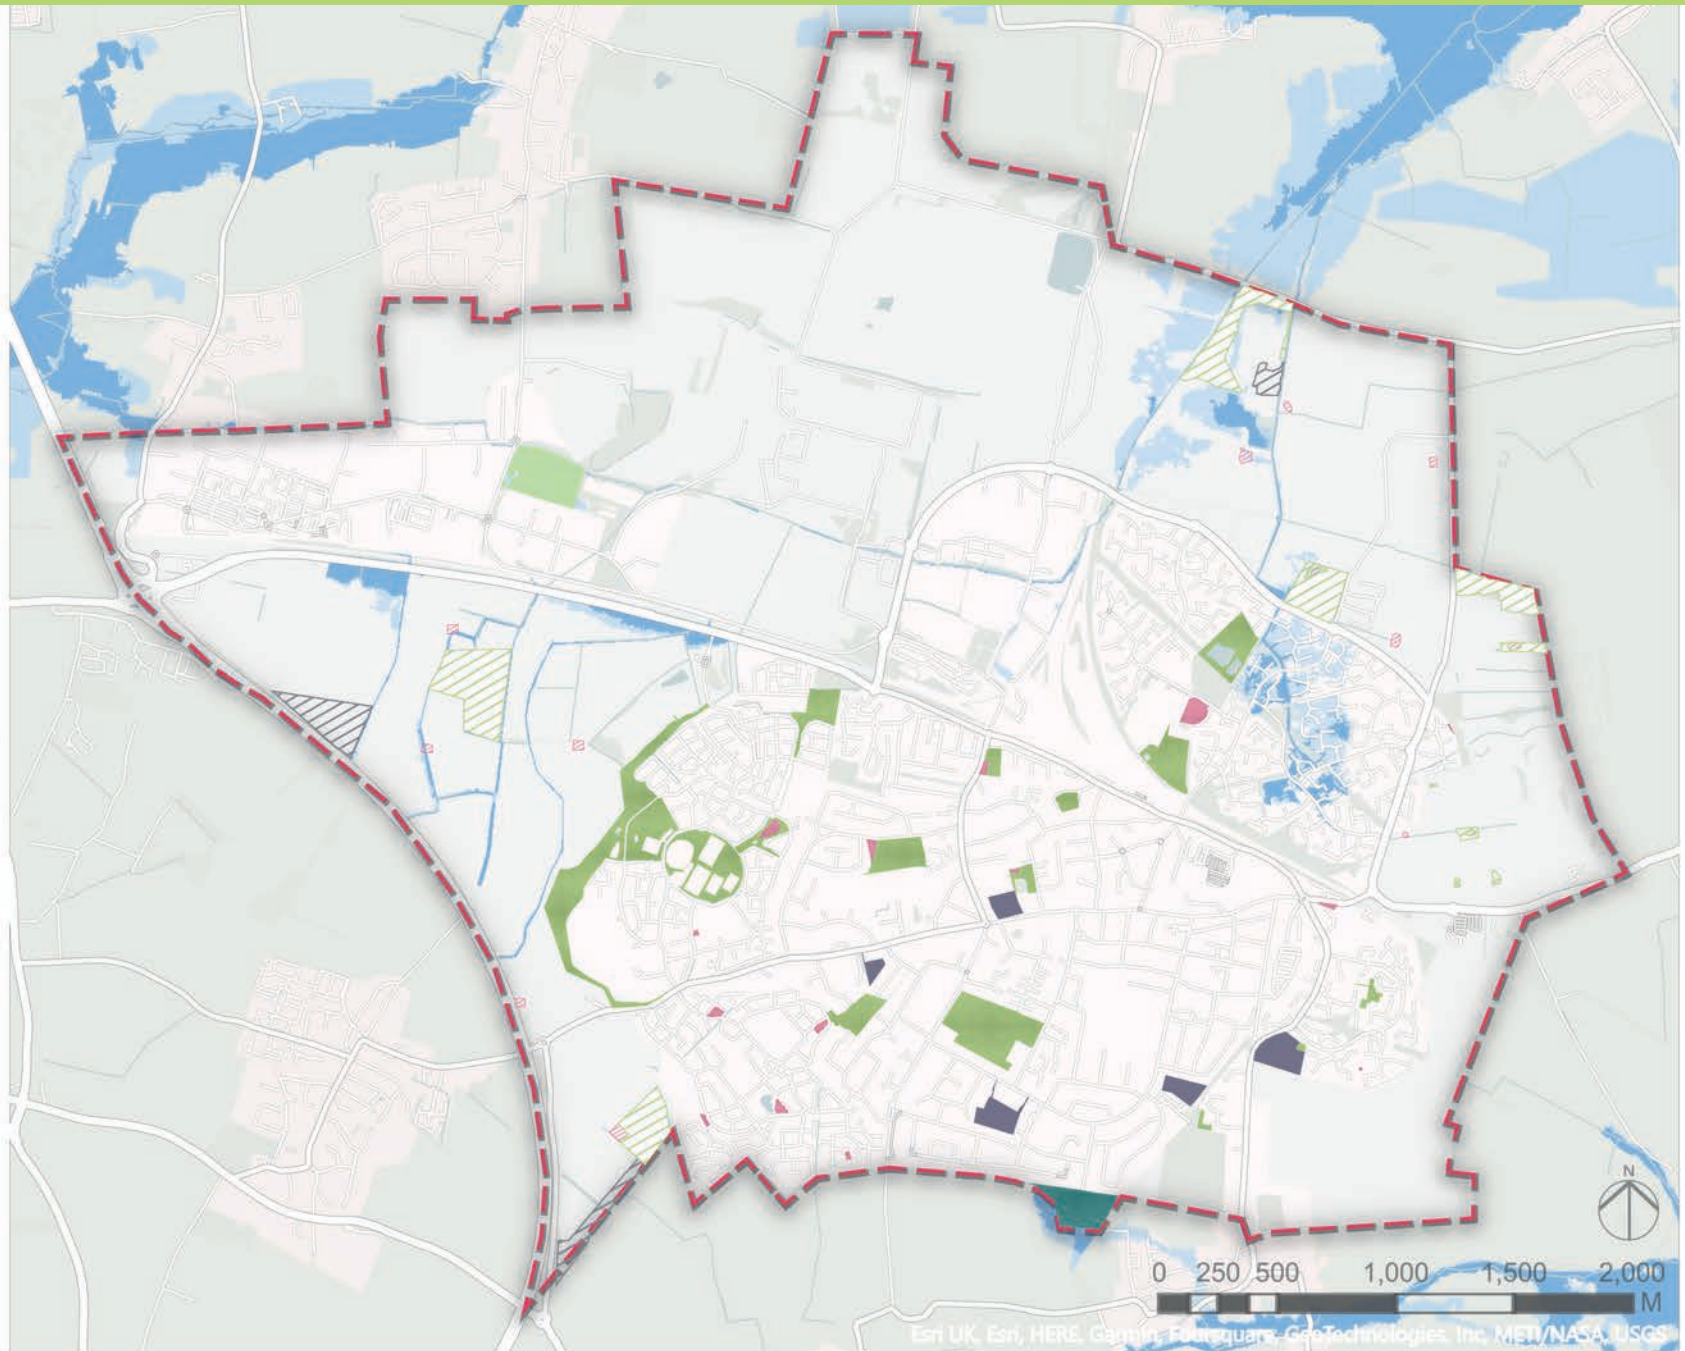 N
0 250 500 1,000 1,500 2,000
M
Esri UK, Esri, HERE, Garmin, Foursquare, GeoTechnologies, Inc, METI/NASA, USGS